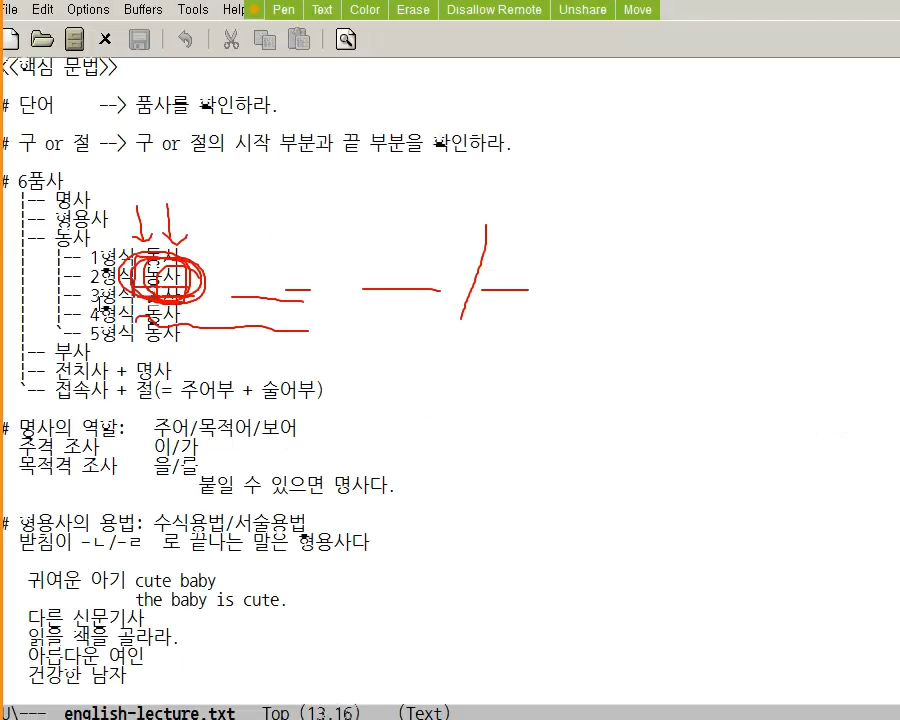 File Edit Options Buffers Tools Help Pen Text Color Erase Disallow Remote Unshare Move
<<핵심 문법>>
# 단어 --> 품사를 확인하라.
# 구 or 절 --> 구 or 절의 시작 부분과 끝 부분을 확인하라.
# 6품사
|-- 명사
|-- 형용사
|-- 동사
| |-- 1형식 동사
| |-- 2형식 동사
| |-- 3형식 동사
| |-- 4형식 동사
| `-- 5형식 동사
|-- 부사
|-- 전치사 + 명사
`-- 접속사 + 절(= 주어부 + 술어부)
# 명사의 역할: 주어/목적어/보어
주격 조사 이/가
목적격 조사 을/를
붙일 수 있으면 명사다.
# 형용사의 용법: 수식용법/서술용법
받침이 -ㄴ/-ㄹ 로 끝나는 말은 형용사다
귀여운 아기 cute baby
the baby is cute.
다른 신문기사
읽을 책을 골라라.
아름다운 여인
건강한 남자
U\--- english-lecture.txt Top (13,16) (Text)